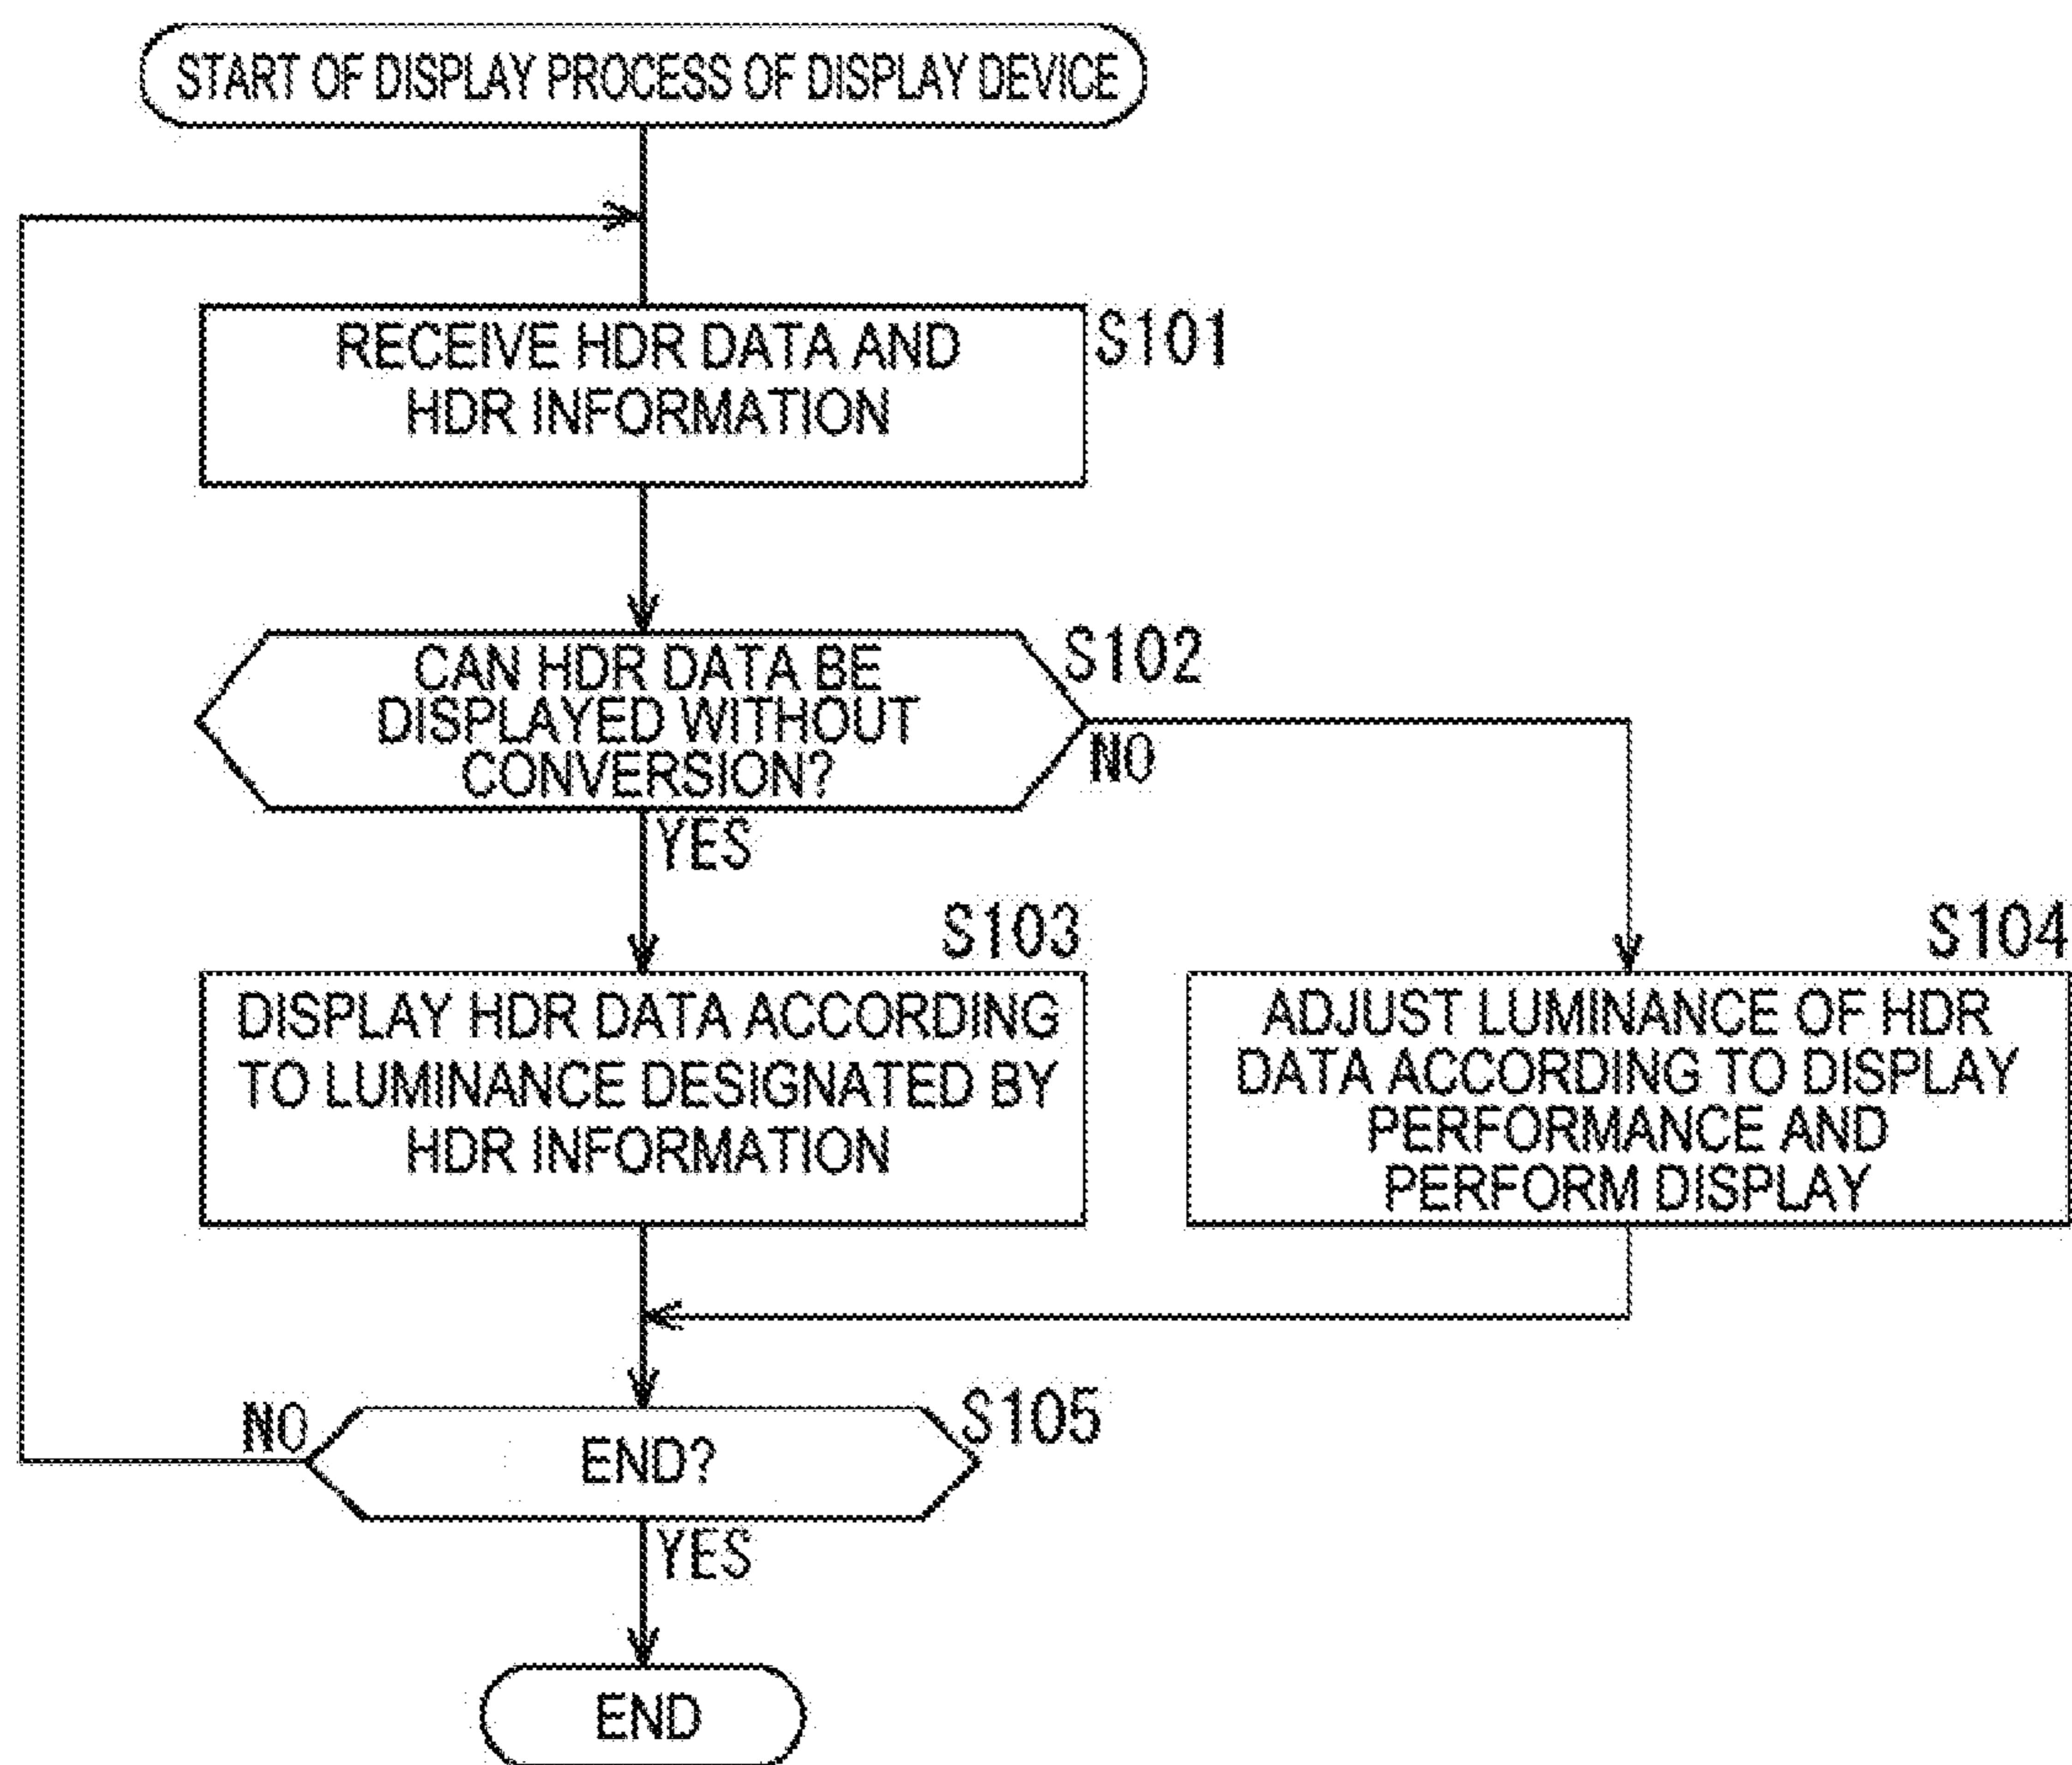 START OF DISPLAY PROCESS OF DISPLAY DEVICE
RECEIVE HDR DATA AND
HDR INFORMATION
S101
CAN HDR DATA BE
DISPLAYED WITHOUT
CONVERSION?
S102
NO
YES
S103
DISPLAY HDR DATA ACCORDING
TO LUMINANCE DESIGNATED BY
HDR INFORMATION
S104
ADJUST LUMINANCE OF HDR
DATA ACCORDING TO DISPLAY
PERFORMANCE AND
PERFORM DISPLAY
NO
END?
S105
YES
END